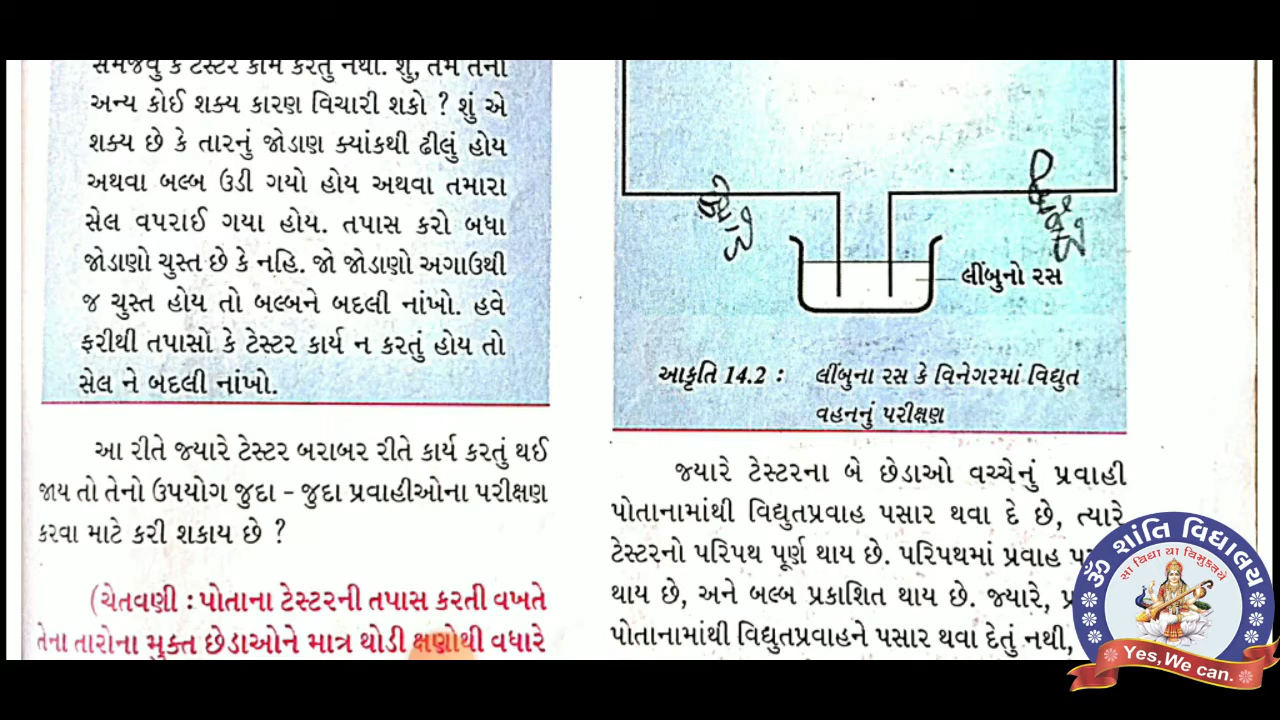 સમજવું કે ટેસ્ટર કામ કરતું નથી. શું, તમે તેના
અન્ય કોઈ શક્ય કારણ વિચારી શકો ? શું એ
શક્ય છે કે તારનું જોડાણ ક્યાંકથી ઢીલું હોય
અથવા બલ્બ ઉડી ગયો હોય અથવા તમારા
સેલ વપરાઈ ગયા હોય. તપાસ કરો બધા
જોડાણો ચુસ્ત છે કે નહિ. જો જોડાણો અગાઉથી
જ ચુસ્ત હોય તો બલ્બને બદલી નાંખો. હવે
ફરીથી તપાસો કે ટેસ્ટર કાર્ય ન કરતું હોય તો
સેલ ને બદલી નાંખો.
આ રીતે જ્યારે ટેસ્ટર બરાબર રીતે કાર્ય કરતું થઈ
જાય તો તેનો ઉપયોગ જુદા - જુદા પ્રવાહીઓના પરીક્ષણ
કરવા માટે કરી શકાય છે ?
(ચેતવણી : પોતાના ટેસ્ટરની તપાસ કરતી વખતે
તેના તારોના મુક્ત છેડાઓને માત્ર થોડી ક્ષણોથી વધારે
લીંબુનો રસ
આકૃતિ 14.2 : લીંબુના રસ કે વિનેગરમાં વિદ્યુત
વહનનું પરીક્ષણ
જ્યારે ટેસ્ટરના બે છેડાઓ વચ્ચેનું પ્રવાહી
પોતાનામાંથી વિદ્યુતપ્રવાહ પસાર થવા દે છે, ત્યારે
ટેસ્ટરનો પરિપથ પૂર્ણ થાય છે. પરિપથમાં પ્રવાહ
થાય છે, અને બલ્બ પ્રકાશિત થાય છે. જ્યારે,
પોતાનામાંથી વિદ્યુતપ્રવાહને પસાર થવા દેતું નથી,
ૐ શાંતિ વિદ્યાલય
સા વિદ્યા યા વિમુક્તયે
Yes, We can.